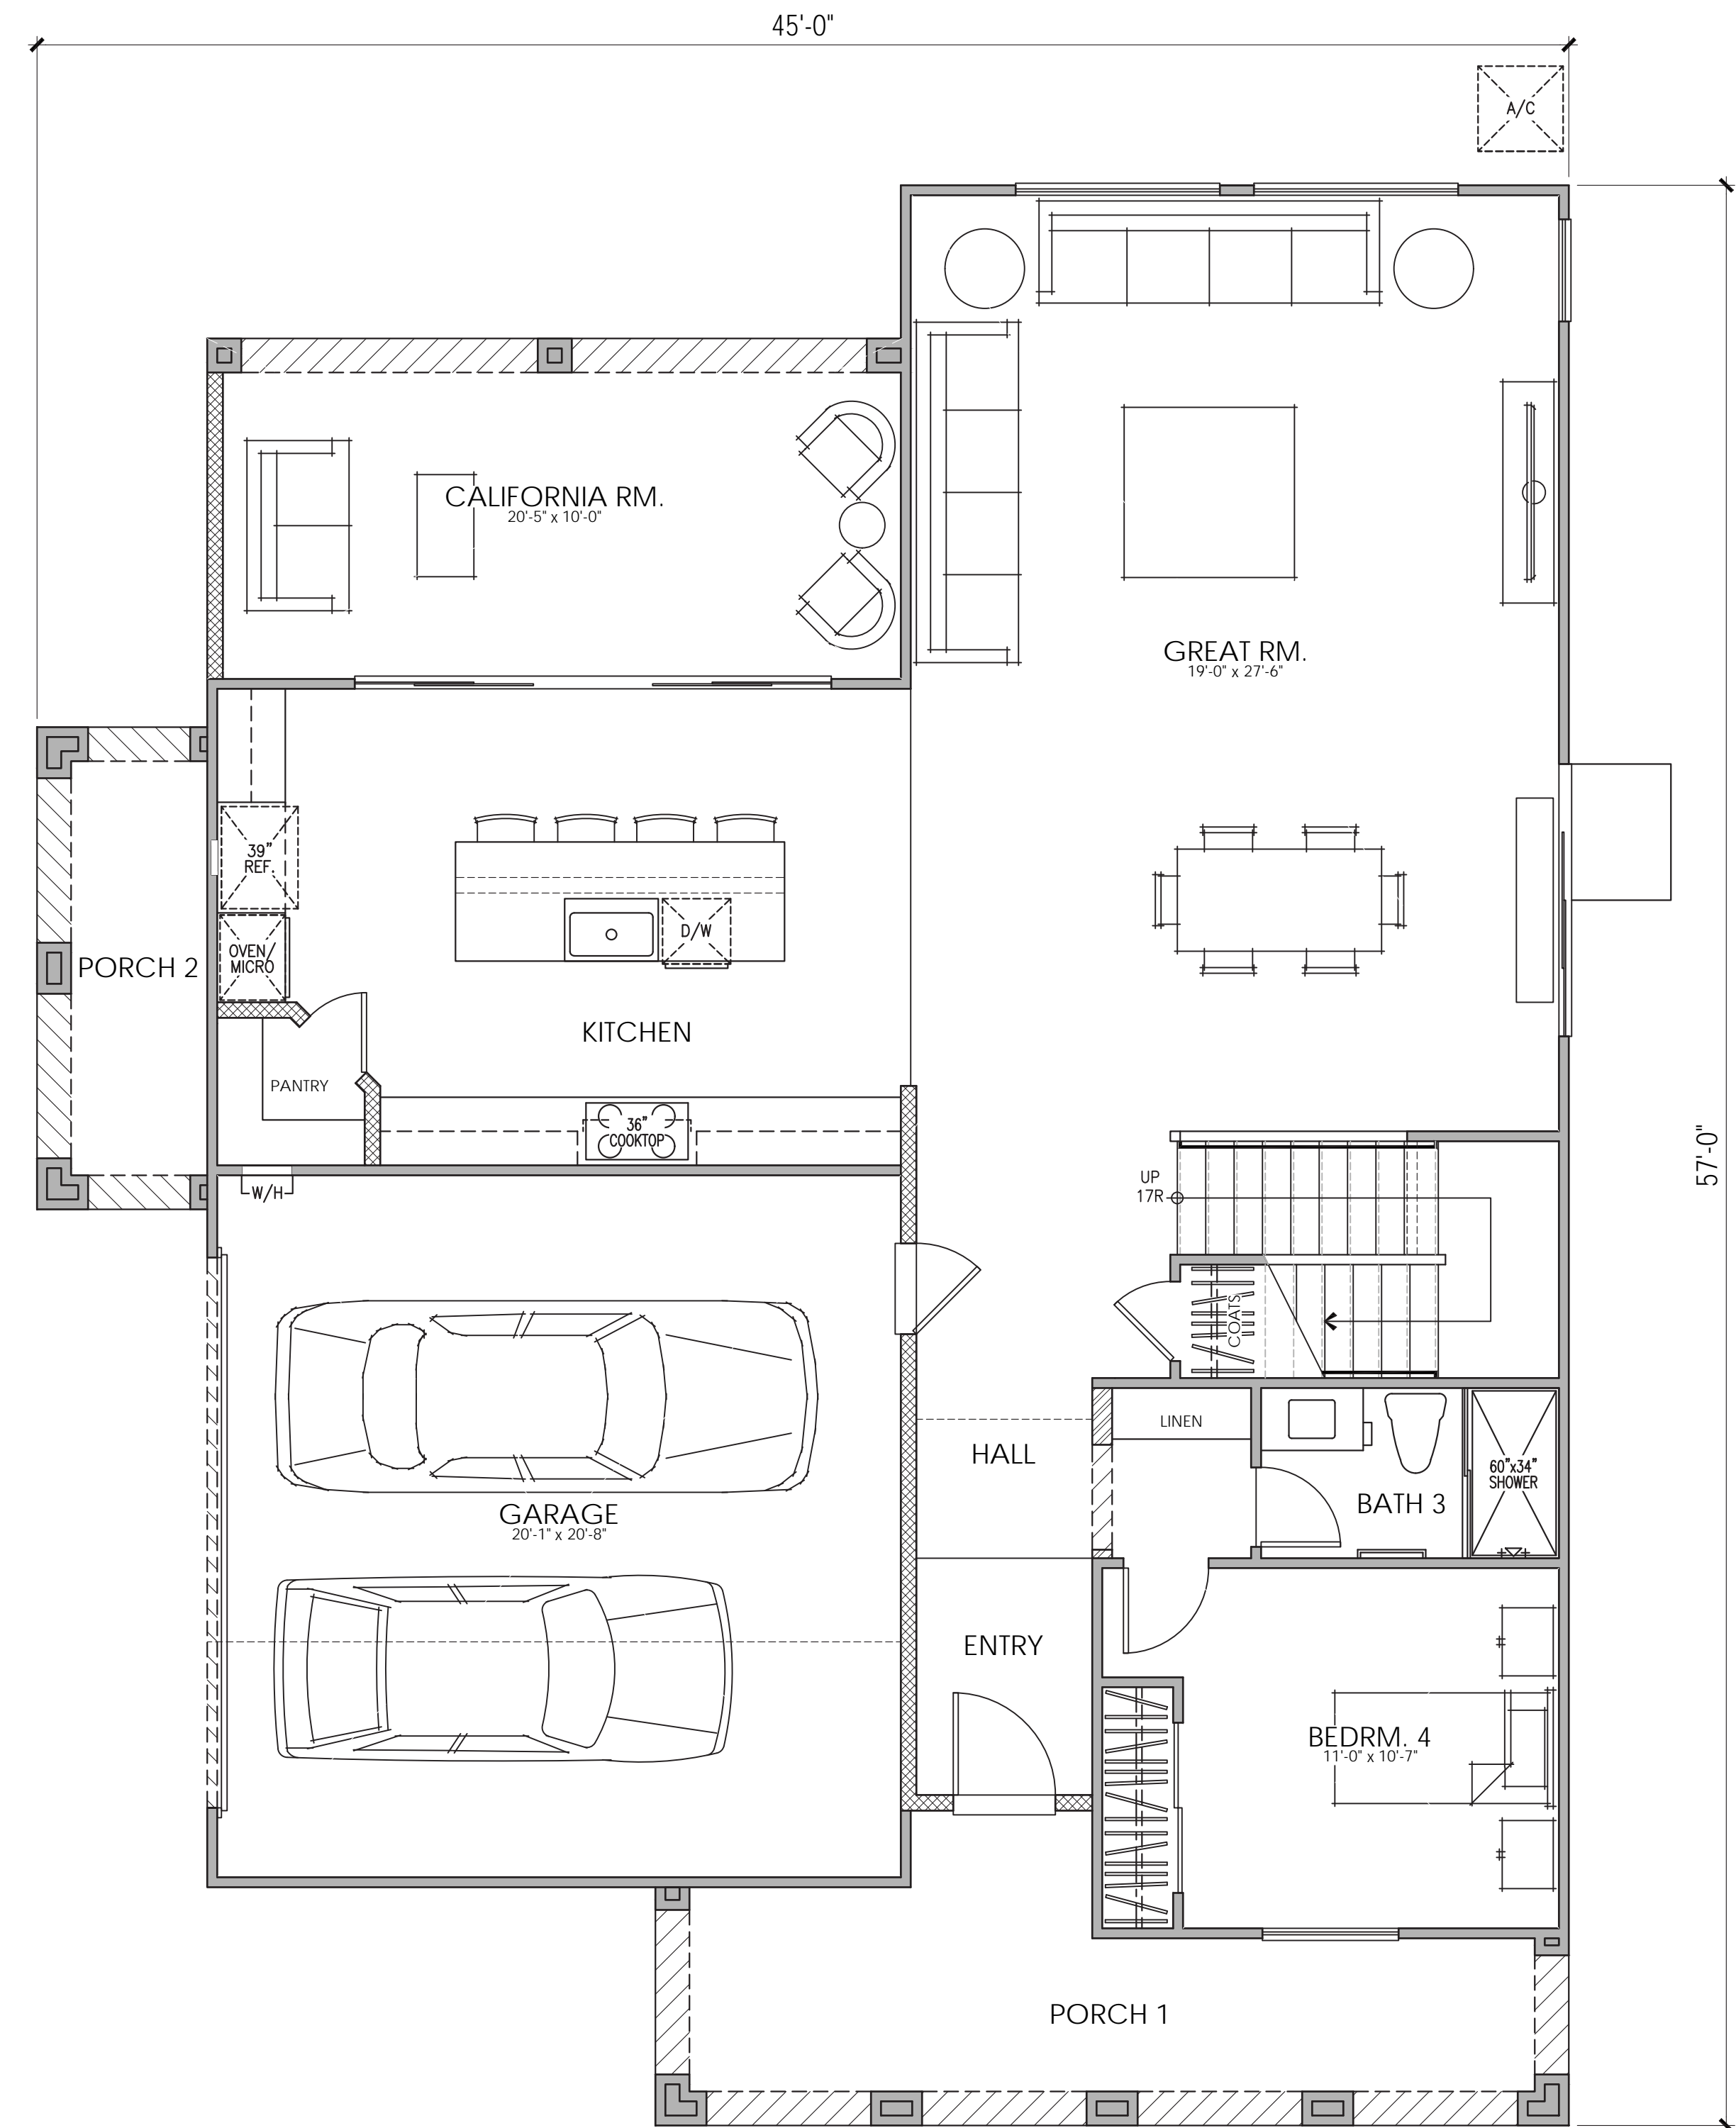 45'-0"
A/C
CALIFORNIA RM.
20'-5" x 10'-0"
GREAT RM.
19'-0" x 27'-6"
39"
REF.
OVEN/
MICRO
D/W
PORCH 2
KITCHEN
PANTRY
36"
COOKTOP
57'-0"
W/H
UP
17R
COATS
LINEN
HALL
60"x34"
SHOWER
BATH 3
GARAGE
20'-1" x 20'-8"
ENTRY
BEDRM. 4
11'-0" x 10'-7"
PORCH 1